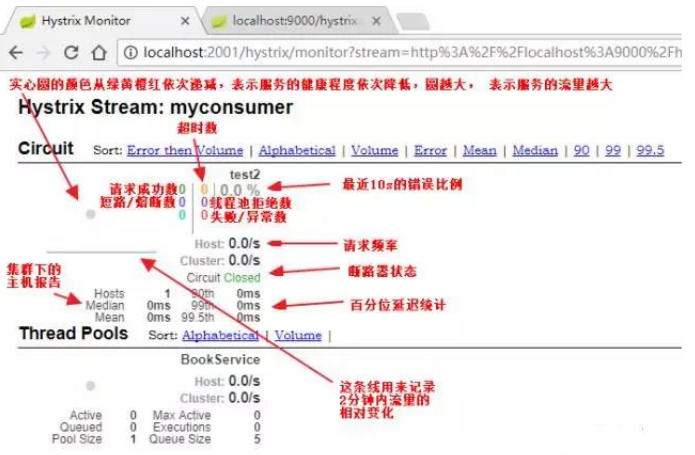 Hystrix Monitor
localhost:9000/hystrix
localhost:2001/hystrix/monitor?stream=http%3A%2F%2Flocalhost%3A9000%2Fh
实心圆的颜色从绿黄橙红依次递减，表示服务的健康程度依次降低，圆越大， 表示服务的流量越大
Hystrix Stream: myconsumer
超时数
Circuit Sort: Error then Volume | Alphabetical | Volume | Error | Mean | Median | 90 | 99 | 99.5
test2
请求成功数 0 0 0.0 % 最近10s的错误比例
短路/熔断数 0 0 线程池拒绝数
0 0 失败/异常数
Host: 0.0/s 请求频率
Cluster: 0.0/s
Circuit Closed 断路器状态
集群下的
主机报告
Hosts 1 90th 0ms
Median 0ms 99th 0ms 百分位延迟统计
Mean 0ms 99.5th 0ms
Thread Pools Sort: Alphabetical | Volume |
BookService
Host: 0.0/s
Cluster: 0.0/s
这条线用来记录
2分钟内流量的
相对变化
Active 0 Max Active 0
Queued 0 Executions 0
Pool Size 1 Queue Size 5